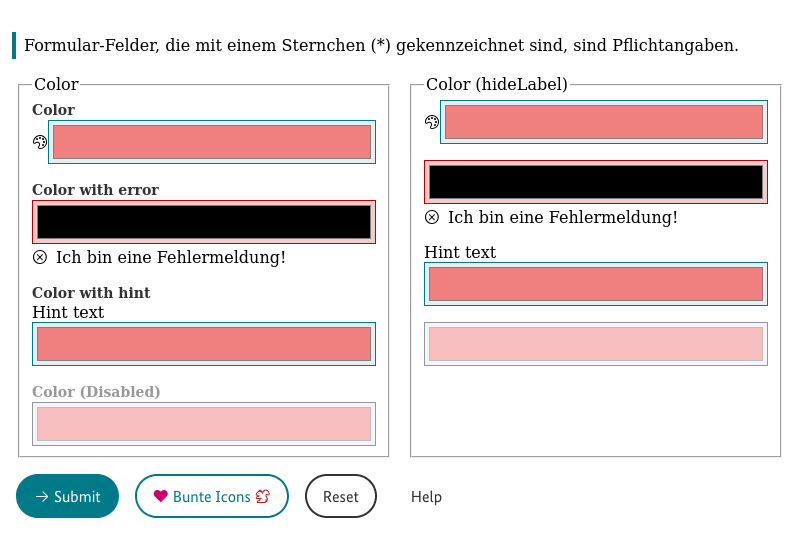 Formular-Felder, die mit einem Sternchen (*) gekennzeichnet sind, sind Pflichtangaben.
Color
Color
Color with error
Ich bin eine Fehlermeldung!
Color with hint
Hint text
Color (Disabled)
Color (hideLabel)
Ich bin eine Fehlermeldung!
Hint text
Submit
Bunte Icons
Reset
Help